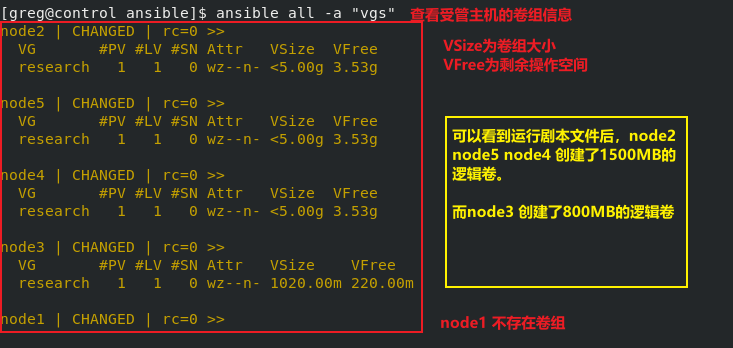 [greg@control ansible]$ ansible all -a "vgs" 查看受管主机的卷组信息
node2 | CHANGED | rc=0 >>
VG #PV #LV #SN Attr VSize VFree
research 1 1 0 wz--n- <5.00g 3.53g
VSize为卷组大小
VFree为剩余操作空间
node5 | CHANGED | rc=0 >>
VG #PV #LV #SN Attr VSize VFree
research 1 1 0 wz--n- <5.00g 3.53g
node4 | CHANGED | rc=0 >>
VG #PV #LV #SN Attr VSize VFree
research 1 1 0 wz--n- <5.00g 3.53g
node3 | CHANGED | rc=0 >>
VG #PV #LV #SN Attr VSize VFree
research 1 1 0 wz--n- 1020.00m 220.00m
node1 | CHANGED | rc=0 >>
可以看到运行剧本文件后，node2
node5 node4 创建了1500MB的
逻辑卷。
而node3 创建了800MB的逻辑卷
node1 不存在卷组